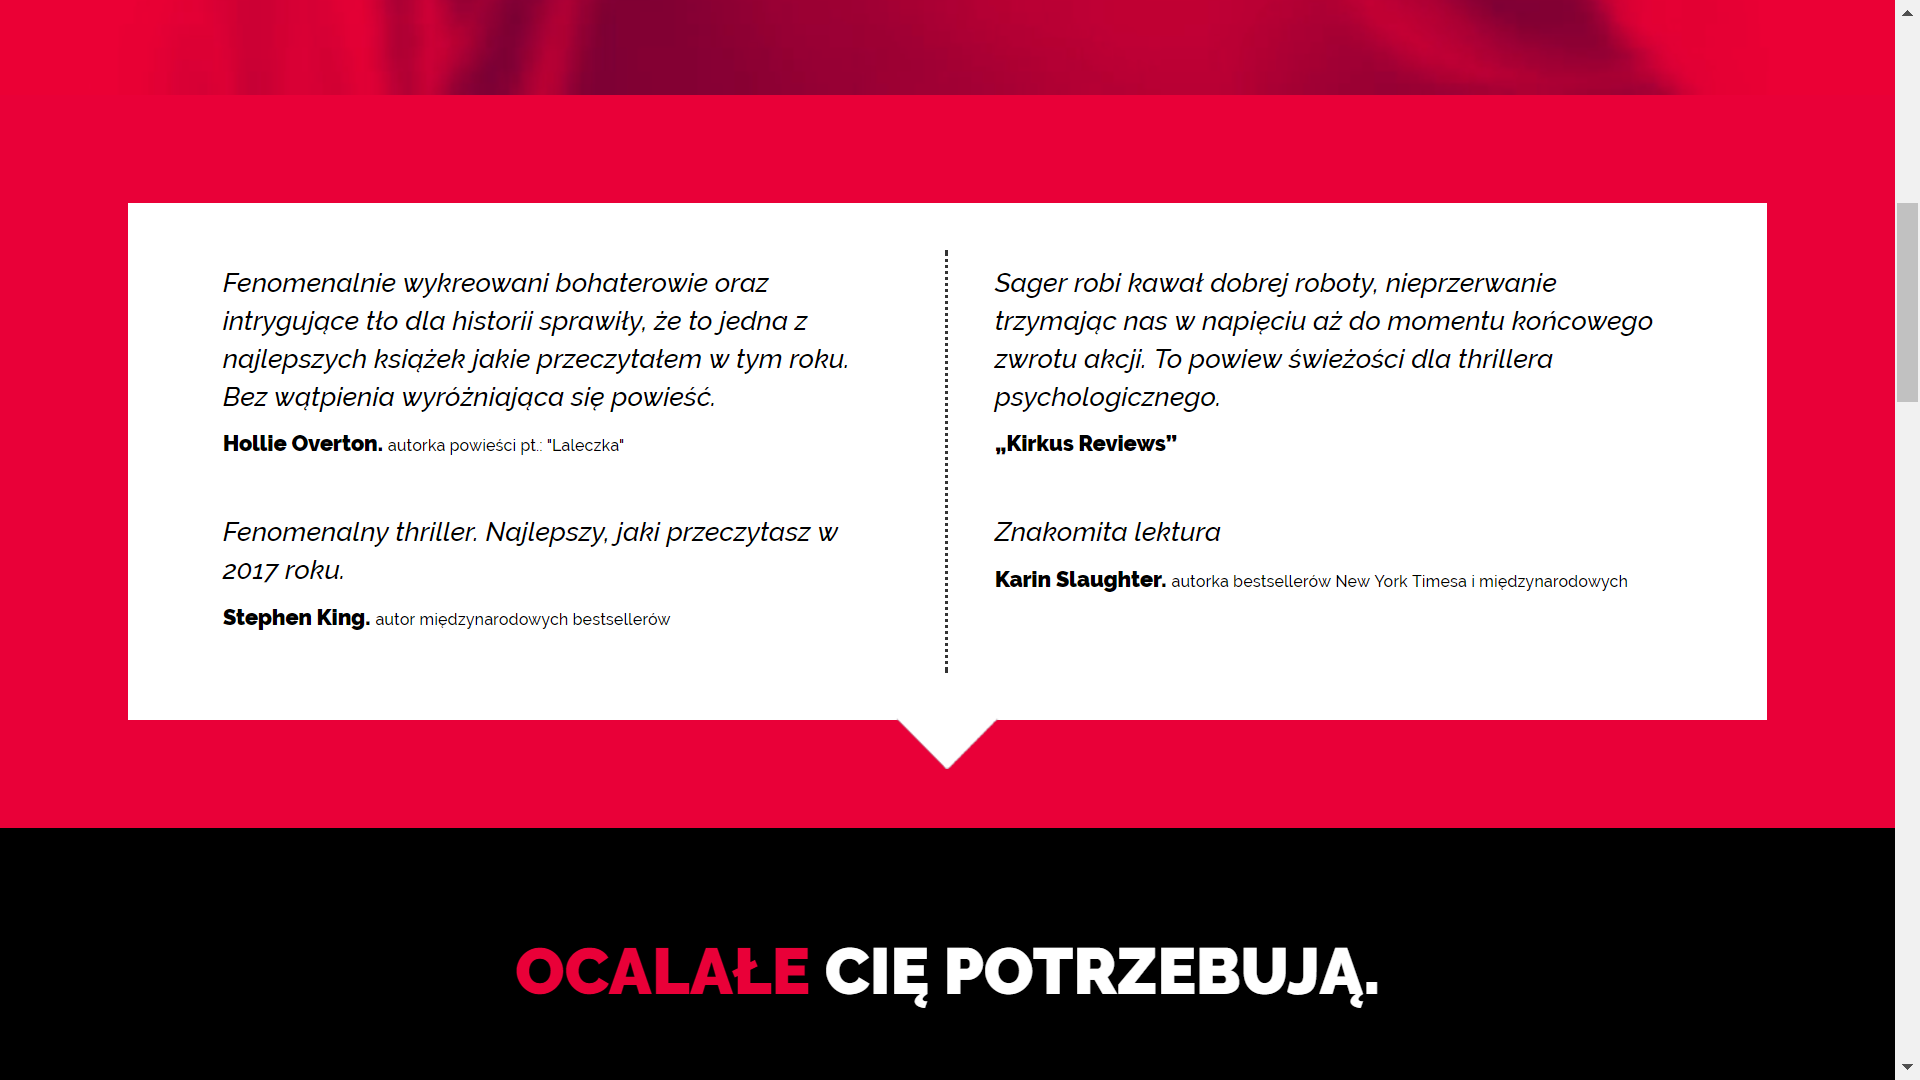 Fenomenalnie wykreowani bohaterowie oraz
intrygujące tło dla historii sprawiły, że to jedna z
najlepszych książek jakie przeczytałem w tym roku.
Bez wątpienia wyróżniająca się powieść.
Hollie Overton. autorka powieści pt.: "Laleczka"
Fenomenalny thriller. Najlepszy, jaki przeczytasz w
2017 roku.
Stephen King. autor międzynarodowych bestsellerów
Sager robi kawał dobrej roboty, nieprzerwanie
trzymając nas w napięciu aż do momentu końcowego
zwrotu akcji. To powiew świeżości dla thrillera
psychologicznego.
„Kirkus Reviews”
Znakomita lektura
Karin Slaughter. autorka bestsellerów New York Timesa i międzynarodowych
OCALAŁE CIĘ POTRZEBUJĄ.